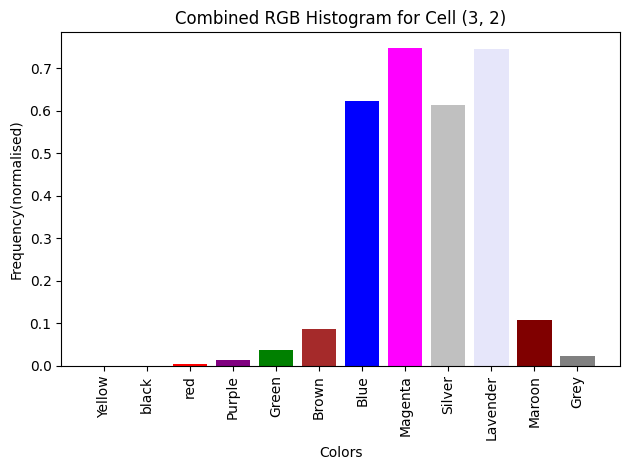 Combined RGB Histogram for Cell (3, 2)
Frequency(normalised)
0.7
0.6
0.5
0.4
0.3
0.2
0.1
0.0
Yellow
black
red
Purple
Green
Brown
Blue
Magenta
Silver
Lavender
Maroon
Grey
Colors